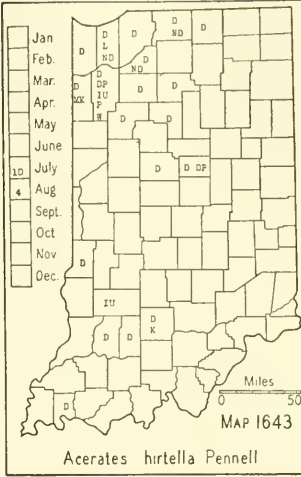 Jan
Feb.
Mar.
Apr.
May
June
10 July
4 Aug
Sept.
Oct
Nov
Dec.
D
D
L
ND
D
D
ND
D
D
ND
D
MK
D
DP
IU
P
W
D
D
D
D
D
D
D DP
D
IU
D
K
D
D
D
Miles
0 50
MAP 1643
Acerates hirtella Pennell